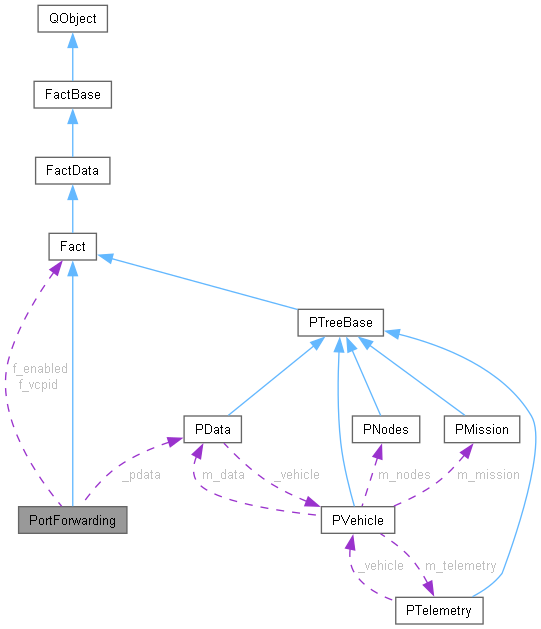 QObject
FactBase
FactData
Fact
PTreeBase
f_enabled
f_vcpid
PData
PNodes
PMission
_pdata
m_data
_vehicle
m_nodes
m_mission
PortForwarding
PVehicle
_vehicle
m_telemetry
PTelemetry